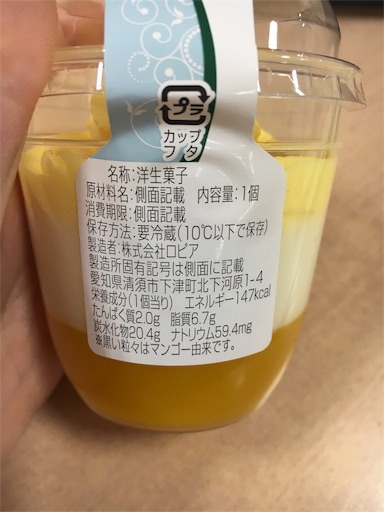 プラ
カップ
フタ
名称:洋生菓子
原材料名:側面記載 内容量:1個
消費期限:側面記載
保存方法:要冷蔵(10℃以下で保存)
製造者:株式会社ロピア
製造所固有記号は側面に記載
愛知県清須市下津町北下河原1-4
栄養成分(1個当り) エネルギー147kcal
たんぱく質2.0g 脂質6.7g
炭水化物20.4g ナトリウム59.4mg
※黒い粒々はマンゴー由来です。